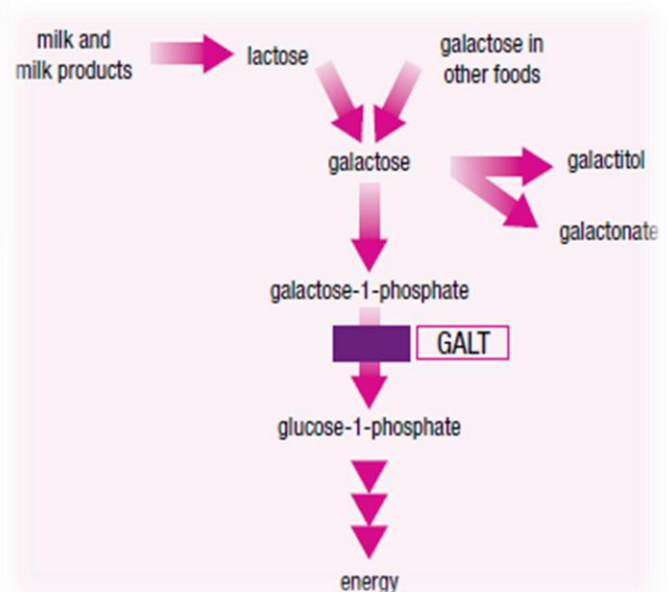 milk and
milk products
lactose
galactose in
other foods
galactose
galactitol
galactonate
galactose-1-phosphate
GALT
glucose-1-phosphate
energy